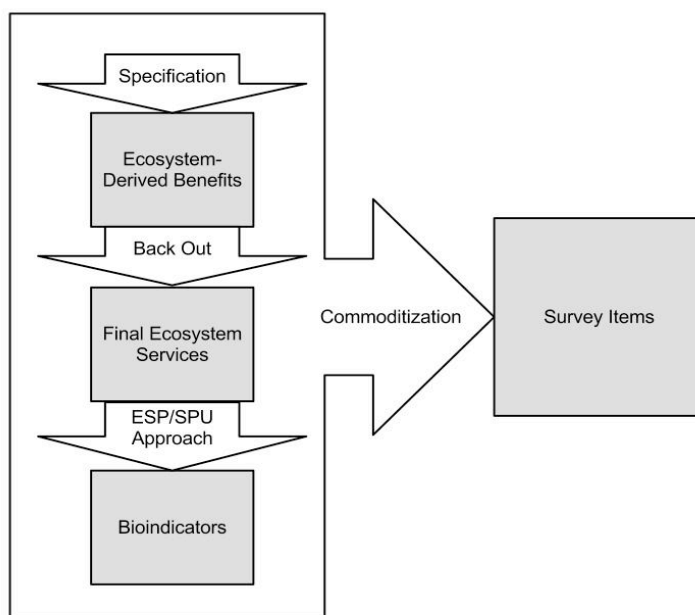 Specification
Ecosystem-
Derived Benefits
Back Out
Final Ecosystem
Services
Commoditization
Survey Items
ESP/SPU
Approach
Bioindicators